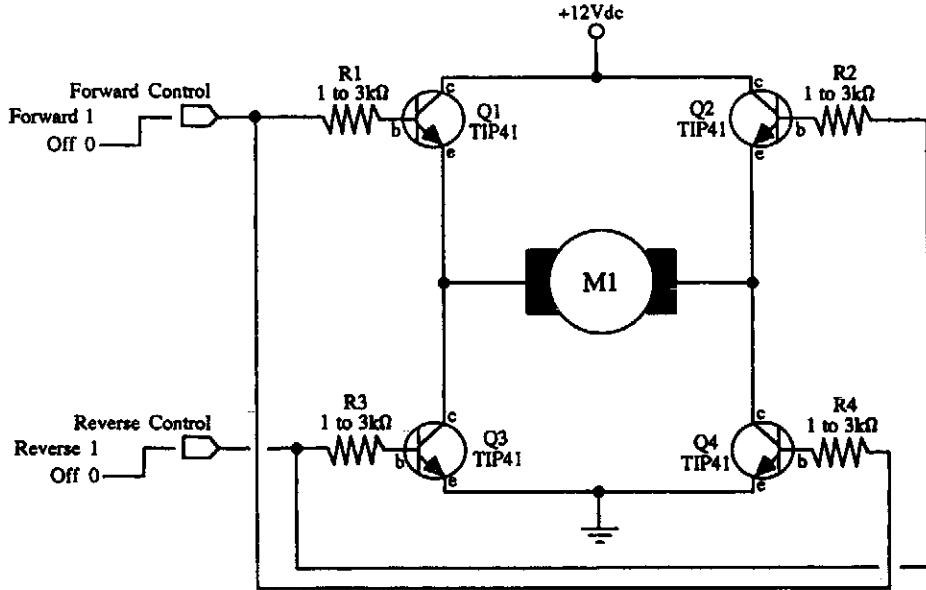 +12Vdc
Forward Control
Forward 1
Off 0
R1
1 to 3kΩ
b
c
e
Q1
TIP41
Q2
TIP41
c
b
e
R2
1 to 3kΩ
M1
Reverse Control
Reverse 1
Off 0
R3
1 to 3kΩ
b
c
e
Q3
TIP41
Q4
TIP41
c
b
e
R4
1 to 3kΩ